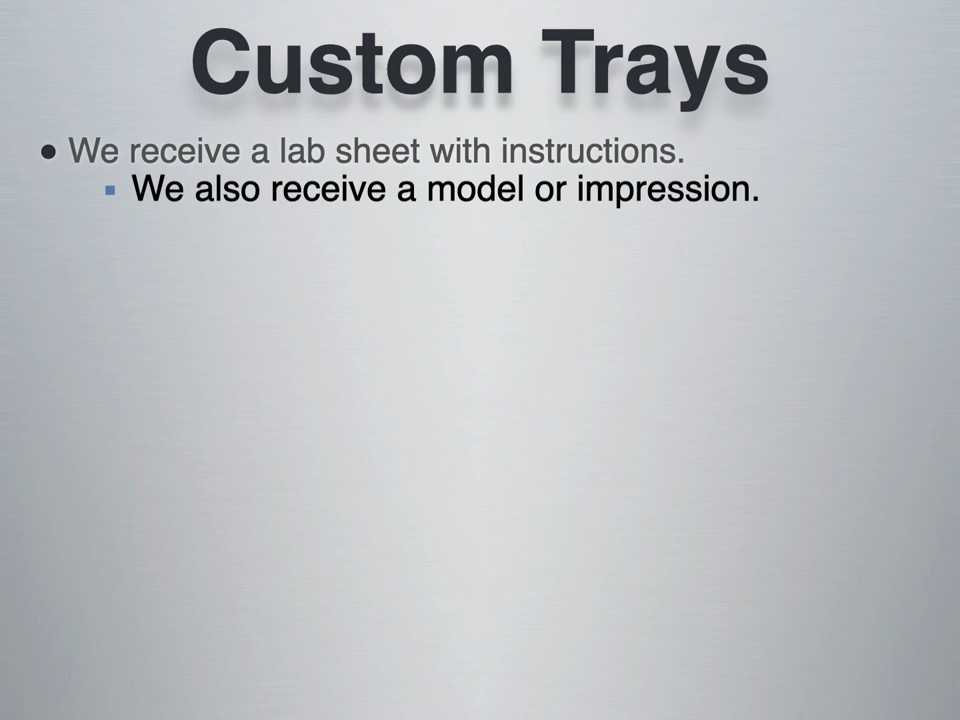 Custom Trays
• We receive a lab sheet with instructions.
▪ We also receive a model or impression.